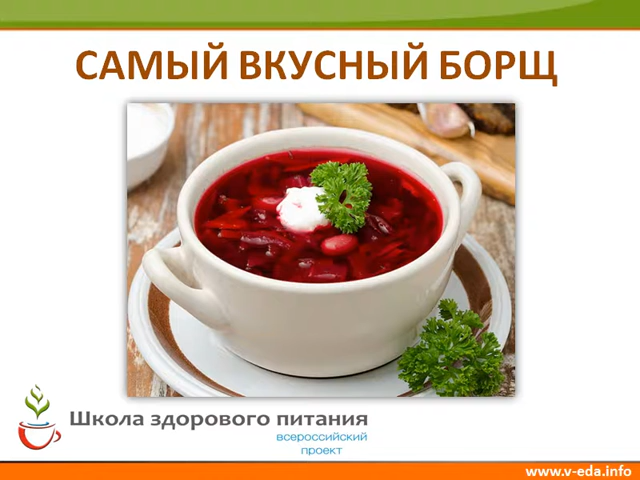 САМЫЙ ВКУСНЫЙ БОРЩ
Школа здорового питания
всероссийский
проект
www.v-eda.info